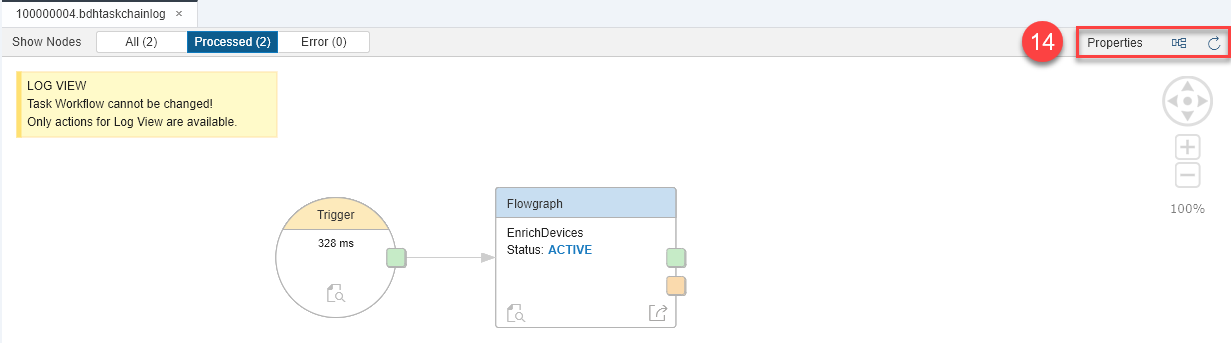 100000004.bdhtaskchainlog ×
Show Nodes All (2) Processed (2) Error (0) 14 Properties
LOG VIEW
Task Workflow cannot be changed!
Only actions for Log View are available.
100%
Trigger
328 ms
Flowgraph
EnrichDevices
Status: ACTIVE